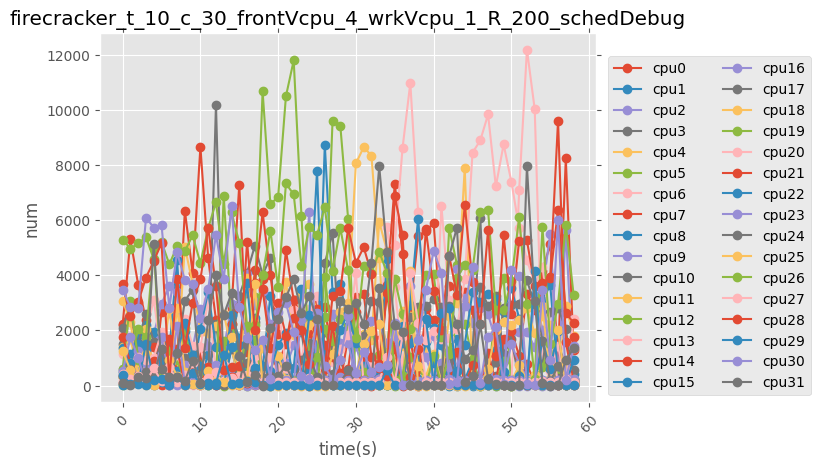 firecracker_t_10_c_30_frontVcpu_4_wrkVcpu_1_R_200_schedDebug
12000
10000
8000
6000
4000
2000
0
num
0 10 20 30 40 50 60
time(s)
cpu0 cpu16
cpu1 cpu17
cpu2 cpu18
cpu3 cpu19
cpu4 cpu20
cpu5 cpu21
cpu6 cpu22
cpu7 cpu23
cpu8 cpu24
cpu9 cpu25
cpu10 cpu26
cpu11 cpu27
cpu12 cpu28
cpu13 cpu29
cpu14 cpu30
cpu15 cpu31